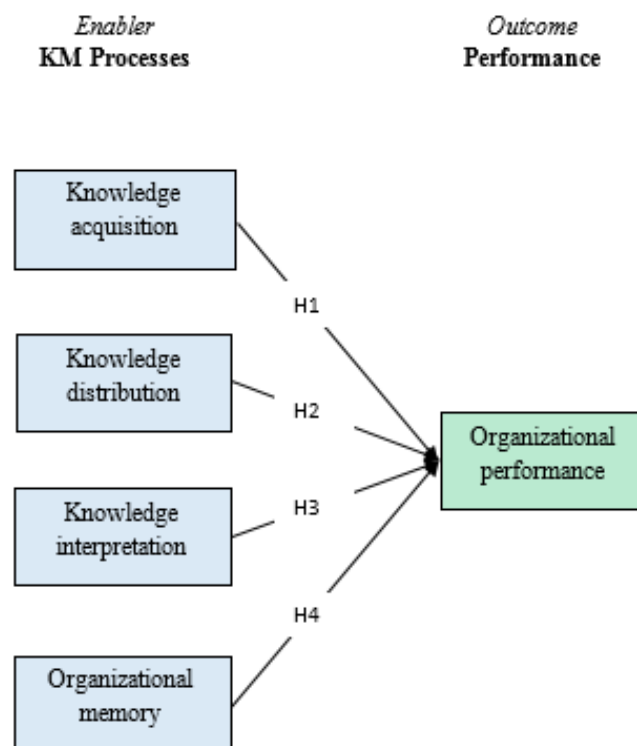 Enabler
KM Processes
Outcome
Performance
Knowledge
acquisition
H1
Knowledge
distribution
H2
Organizational
performance
Knowledge
interpretation
H3
H4
Organizational
memory